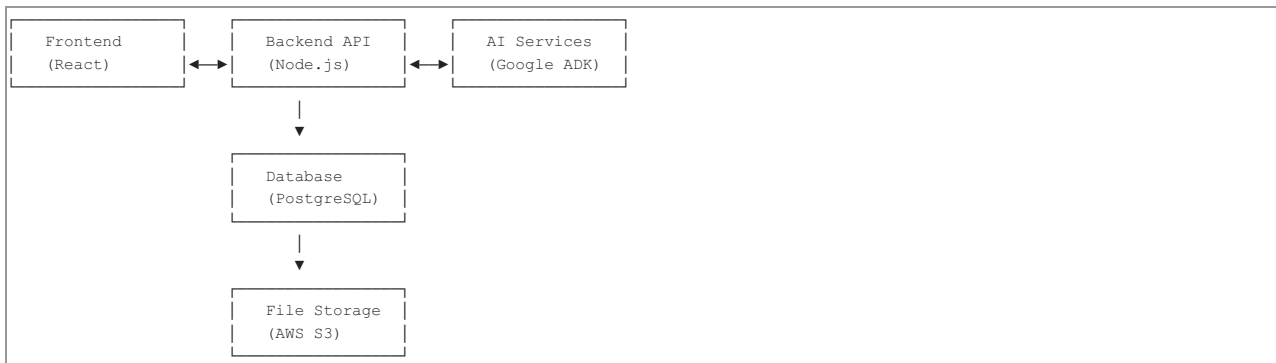 Frontend
(React)
Backend API
(Node.js)
AI Services
(Google ADK)
Database
(PostgreSQL)
File Storage
(AWS S3)